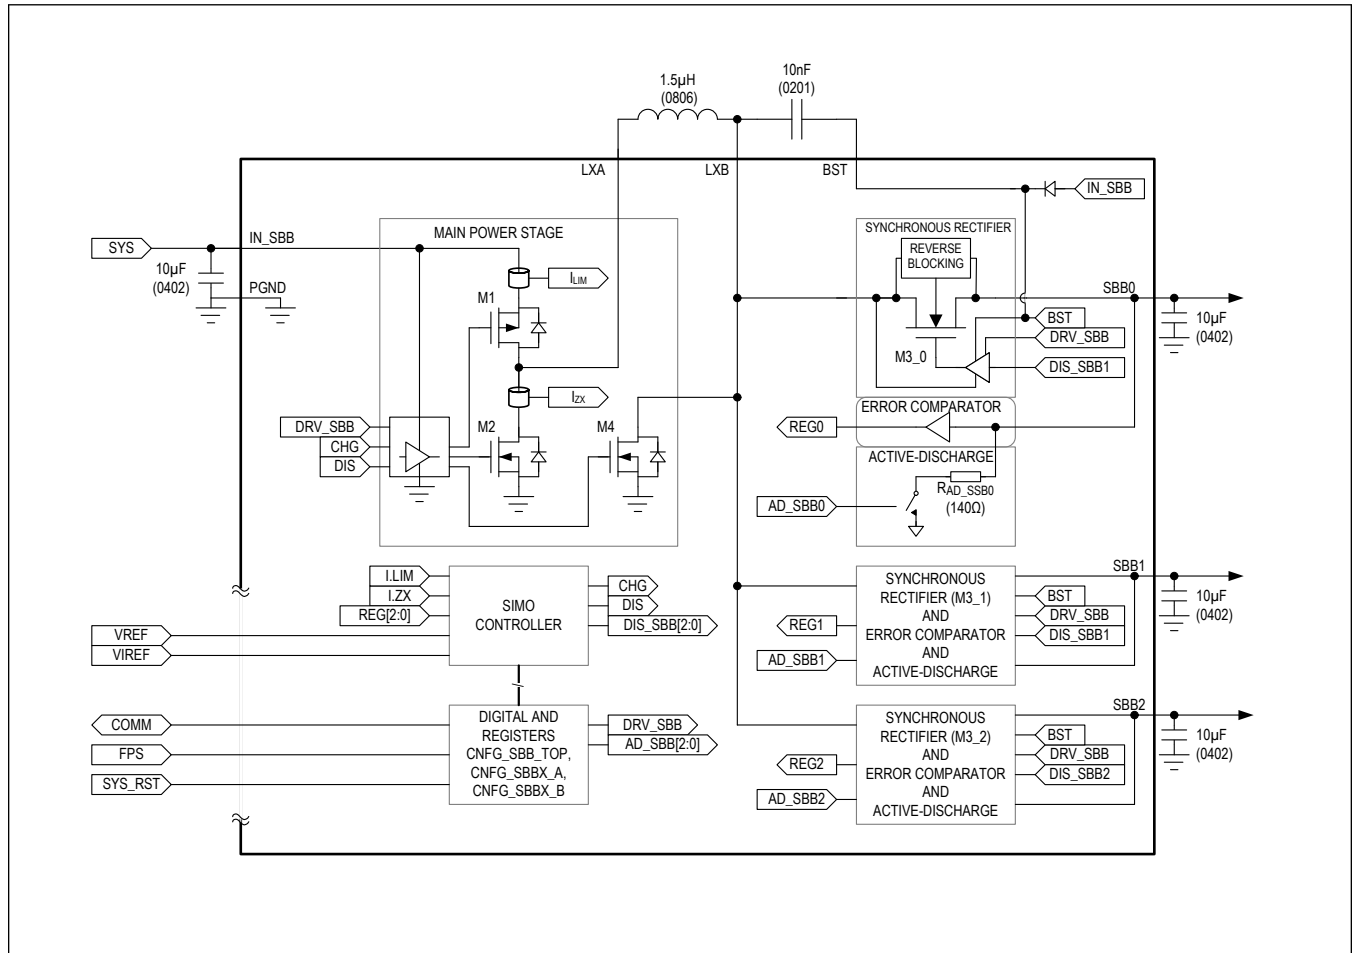 1.5µH
(0806)
10nF
(0201)
LXA
LXB
BST
IN_SBB
SYS
IN_SBB
10µF
(0402)
PGND
MAIN POWER STAGE
ILIM
M1
IZX
M2
M4
DRV_SBB
CHG
DIS
SYNCHRONOUS RECTIFIER
REVERSE
BLOCKING
M3_0
SBB0
BST
DRV_SBB
DIS_SBB1
10µF
(0402)
ERROR COMPARATOR
REG0
ACTIVE-DISCHARGE
RAD_SSB0
(140Ω)
AD_SBB0
I.LIM
I.ZX
REG[2:0]
VREF
VIREF
SIMO
CONTROLLER
CHG
DIS
DIS_SBB[2:0]
SYNCHRONOUS
RECTIFIER (M3_1)
AND
ERROR COMPARATOR
AND
ACTIVE-DISCHARGE
REG1
AD_SBB1
SBB1
BST
DRV_SBB
DIS_SBB1
10µF
(0402)
COMM
FPS
SYS_RST
DIGITAL AND
REGISTERS
CNFG_SBB_TOP,
CNFG_SBBX_A,
CNFG_SBBX_B
DRV_SBB
AD_SBB[2:0]
SYNCHRONOUS
RECTIFIER (M3_2)
AND
ERROR COMPARATOR
AND
ACTIVE-DISCHARGE
REG2
AD_SBB2
SBB2
BST
DRV_SBB
DIS_SBB2
10µF
(0402)